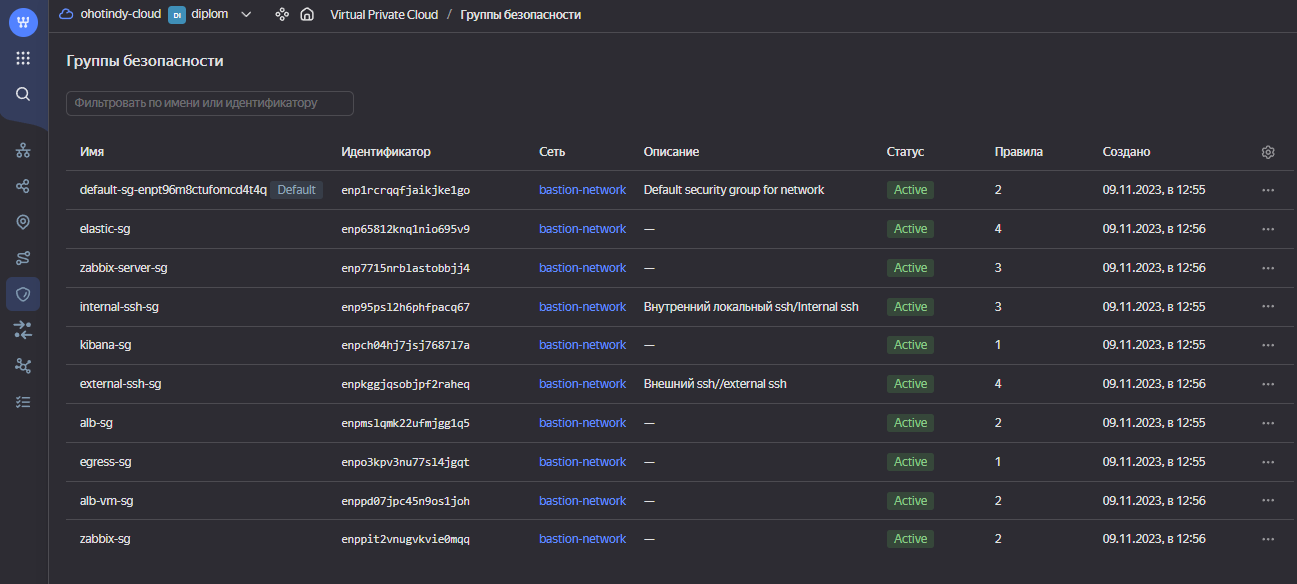 ohotindy-cloud DI diplom Virtual Private Cloud / Группы безопасности
Группы безопасности
Фильтровать по имени или идентификатору
Имя Идентификатор Сеть Описание Статус Правила Создано
default-sg-enpt96m8ctufomcd4t4q Default enp1rcrqqfjaikjke1go bastion-network Default security group for network Active 2 09.11.2023, в 12:55
elastic-sg enp65812knq1nio695v9 bastion-network — Active 4 09.11.2023, в 12:56
zabbix-server-sg enp7715nrblastobbjj4 bastion-network — Active 3 09.11.2023, в 12:56
internal-ssh-sg enp95psl2h6phfpacq67 bastion-network Внутренний локальный ssh/Internal ssh Active 3 09.11.2023, в 12:56
kibana-sg enpch04hj7jsj768717a bastion-network — Active 1 09.11.2023, в 12:55
external-ssh-sg enpkggjqsobjpf2raheq bastion-network Внешний ssh//external ssh Active 4 09.11.2023, в 12:56
alb-sg enpmslqmk22ufmjgg1q5 bastion-network — Active 2 09.11.2023, в 12:55
egress-sg enpo3kpv3nu77sl4jgqt bastion-network — Active 1 09.11.2023, в 12:55
alb-vm-sg enppd07jpc45n9os1joh bastion-network — Active 2 09.11.2023, в 12:56
zabbix-sg enppit2vnugvkvie0mqq bastion-network — Active 2 09.11.2023, в 12:56